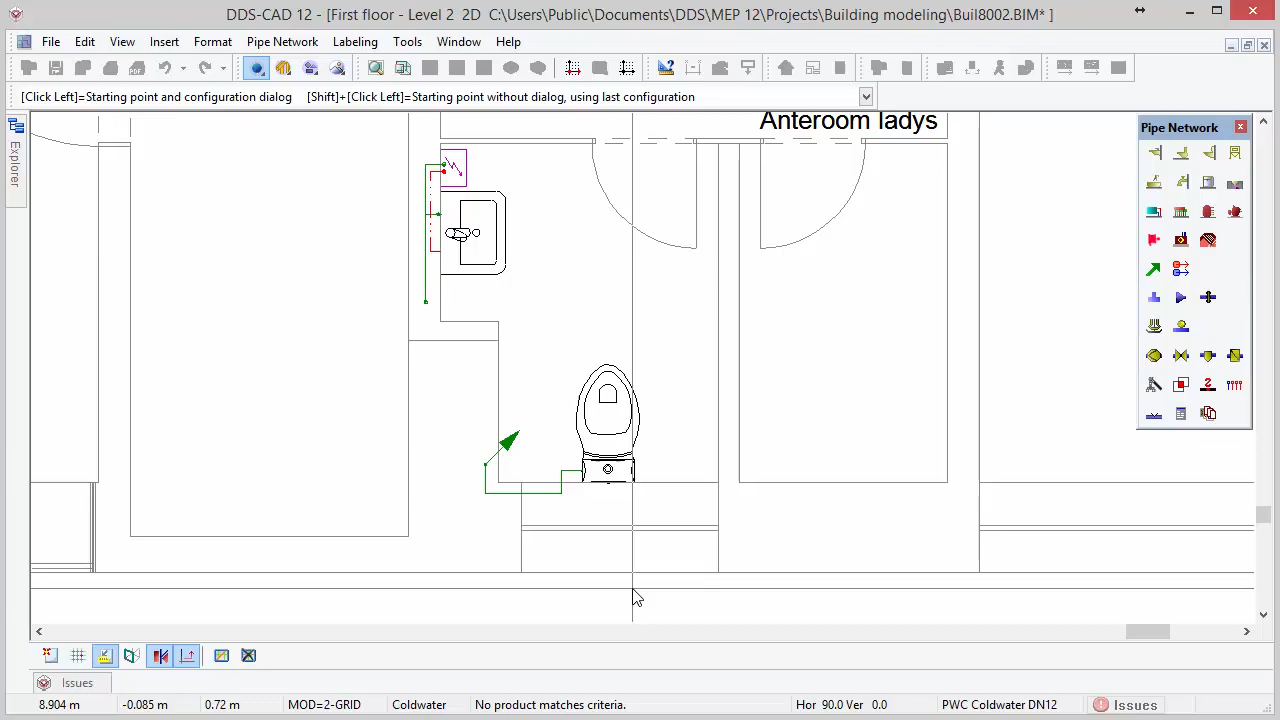 DDS-CAD 12 - [First floor - Level 2  2D  C:\Users\Public\Documents\DDS\MEP 12\Projects\Building modeling\Buil8002.BIM* ]
File Edit View Insert Format Pipe Network Labeling Tools Window Help
[Click Left]=Starting point and configuration dialog [Shift]+[Click Left]=Starting point without dialog, using last configuration
Anteroom ladys
Pipe Network
Explorer
Issues
8.904 m -0.085 m 0.72 m MOD=2-GRID Coldwater No product matches criteria. Hor 90.0 Ver 0.0 PWC Coldwater DN12 Issues